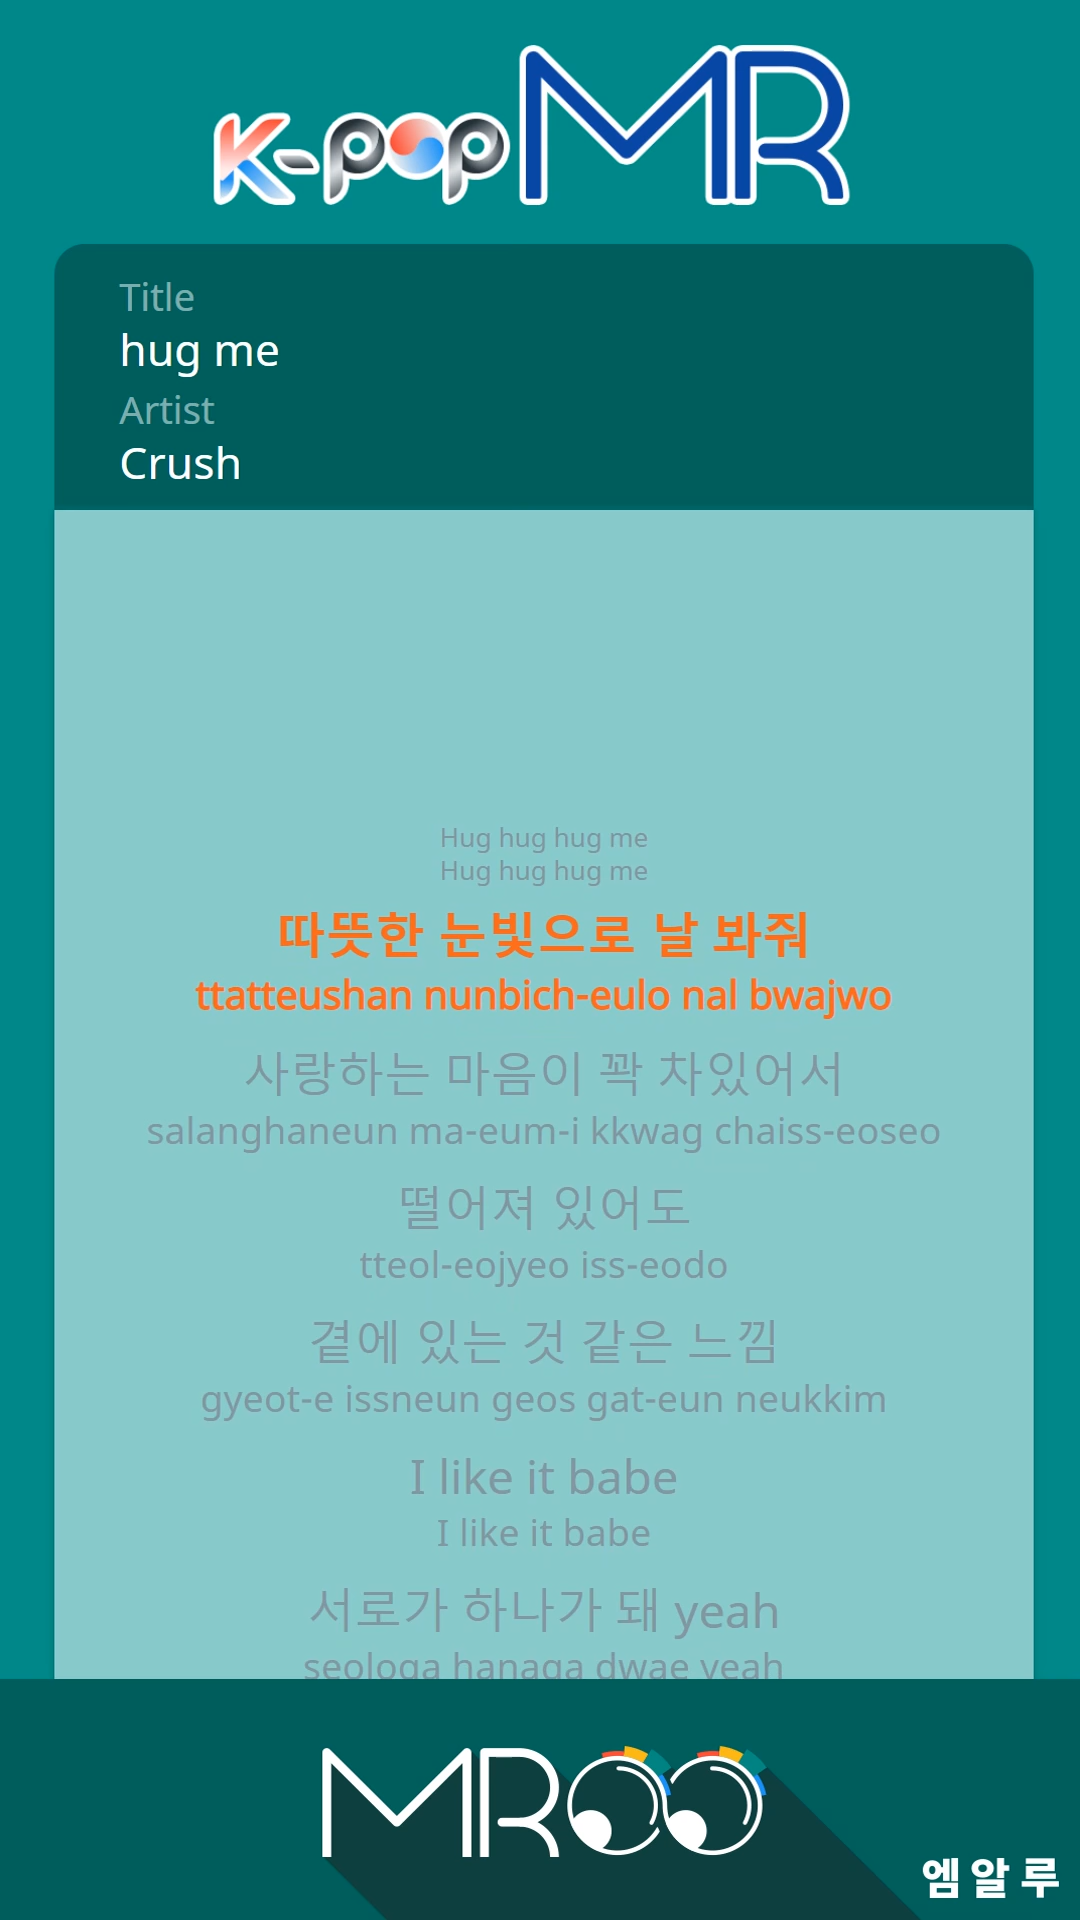 K-pop MR
Title
hug me
Artist
Crush
Hug hug hug me
Hug hug hug me
따뜻한 눈빛으로 날 봐줘
ttatteushan nunbich-eulo nal bwajwo
사랑하는 마음이 꽉 차있어서
salanghaneun ma-eum-i kkwag chaiss-eoseo
떨어져 있어도
tteol-eojyeo iss-eodo
곁에 있는 것 같은 느낌
gyeot-e issneun geos gat-eun neukkim
I like it babe
I like it babe
서로가 하나가 돼 yeah
seologa hanaga dwae yeah
MROO
엠알루